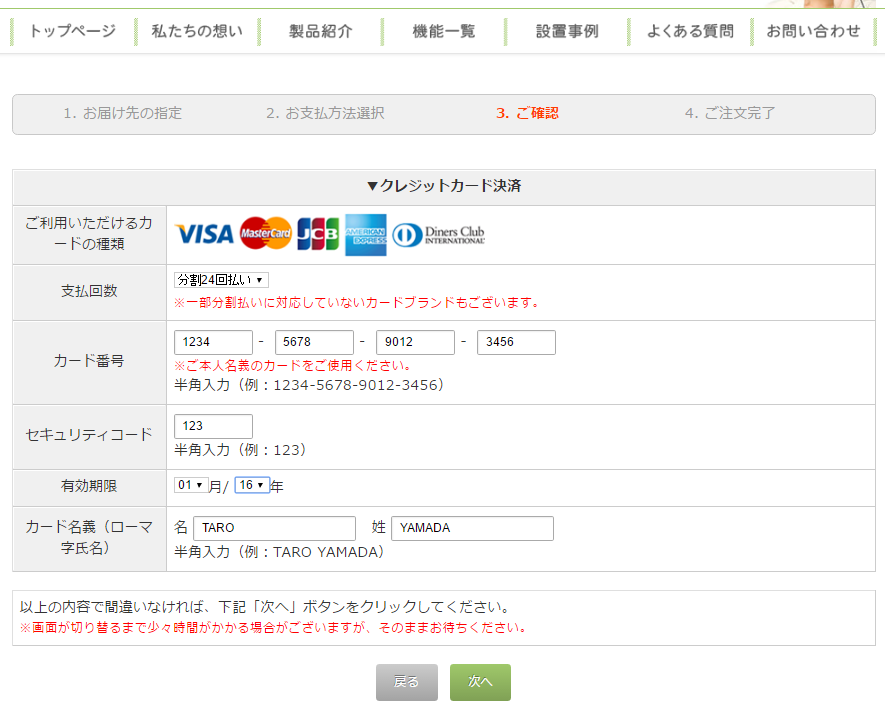 トップページ 私たちの想い 製品紹介 機能一覧 設置事例 よくある質問 お問い合わせ
1. お届け先の指定 2. お支払方法選択 3. ご確認 4. ご注文完了
▼クレジットカード決済
ご利用いただけるカ
ードの種類
VISA MasterCard JCB AMERICAN EXPRESS Diners Club INTERNATIONAL
支払回数
分割24回払い ▼
※一部分割払いに対応していないカードブランドもございます。
カード番号
1234 - 5678 - 9012 - 3456
※ご本人名義のカードをご使用ください。
半角入力（例：1234-5678-9012-3456）
セキュリティコード
123
半角入力（例：123）
有効期限
01 ▼ 月/ 16 ▼ 年
カード名義（ローマ
字氏名）
名 TARO 姓 YAMADA
半角入力（例：TARO YAMADA）
以上の内容で間違いなければ、下記「次へ」ボタンをクリックしてください。
※画面が切り替るまで少々時間がかかる場合がございますが、そのままお待ちください。
戻る 次へ